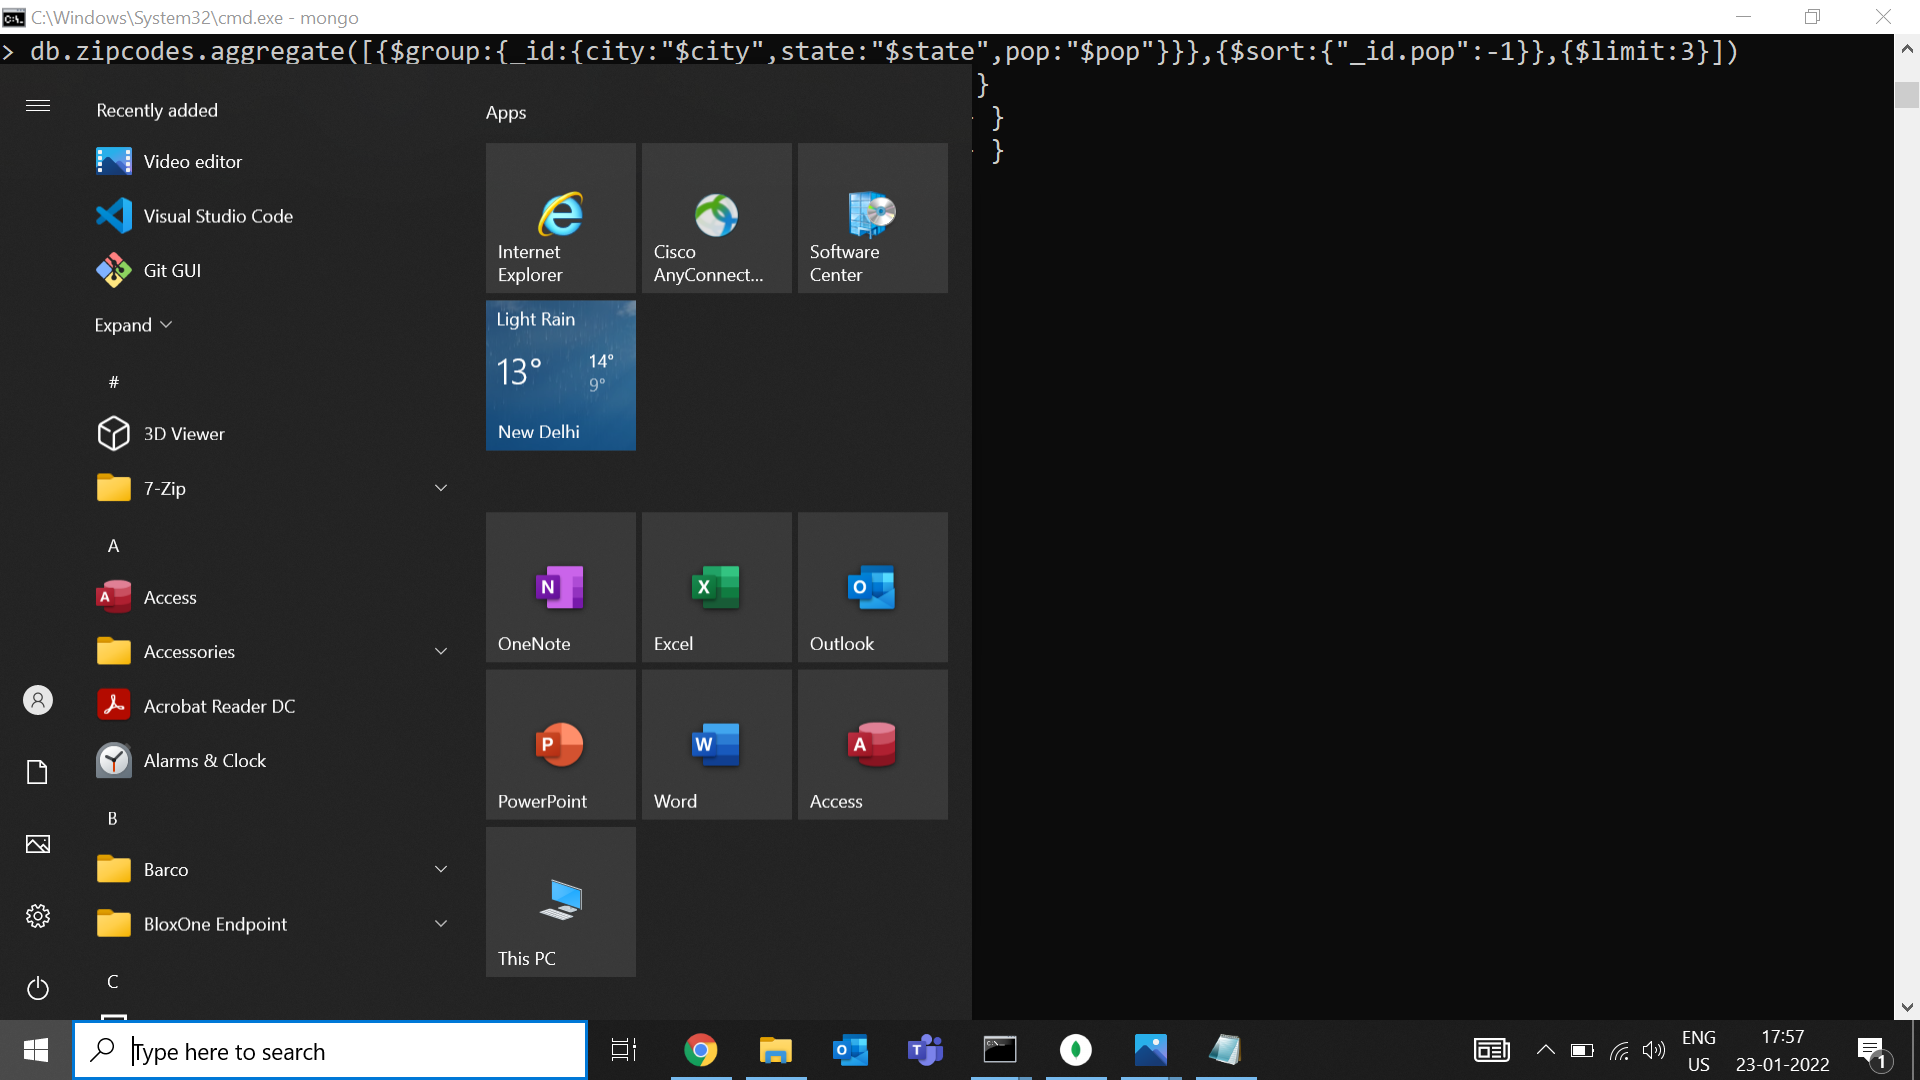 C:\Windows\System32\cmd.exe - mongo
> db.zipcodes.aggregate([{$group:{_id:{city:"$city",state:"$state",pop:"$pop"}}},{$sort:{"_id.pop":-1}},{$limit:3}])
}
}
}
Recently added
Video editor
Visual Studio Code
Git GUI
Expand
#
3D Viewer
7-Zip
A
Access
Accessories
Acrobat Reader DC
Alarms & Clock
B
Barco
BloxOne Endpoint
C
Apps
Internet Explorer
Cisco AnyConnect...
Software Center
Light Rain
13° 14°
9°
New Delhi
OneNote
Excel
Outlook
PowerPoint
Word
Access
This PC
Type here to search
ENG
US
17:57
23-01-2022
1